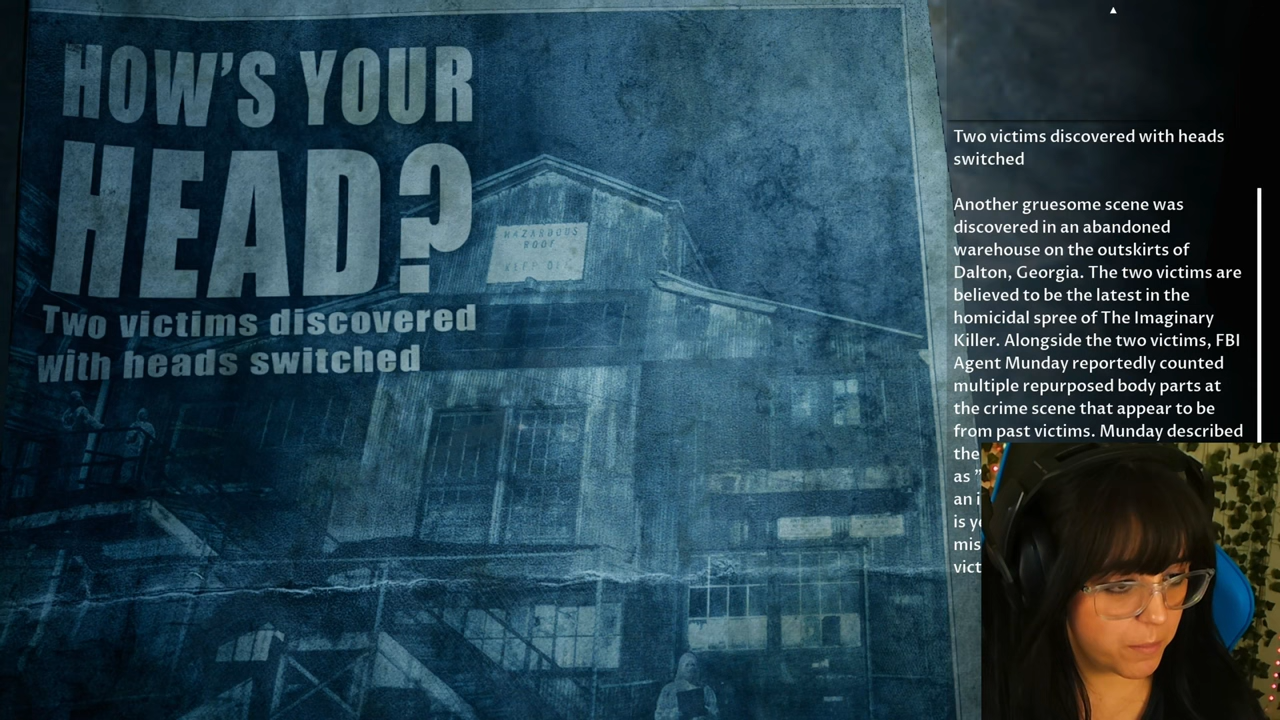 HOW'S YOUR
HEAD?
Two victims discovered
with heads switched
HAZARDOUS
ROOF
KEEP OFF
Two victims discovered with heads
switched
Another gruesome scene was
discovered in an abandoned
warehouse on the outskirts of
Dalton, Georgia. The two victims are
believed to be the latest in the
homicidal spree of The Imaginary
Killer. Alongside the two victims, FBI
Agent Munday reportedly counted
multiple repurposed body parts at
the crime scene that appear to be
from past victims. Munday described
the
as "
an i
is ye
mis
vict